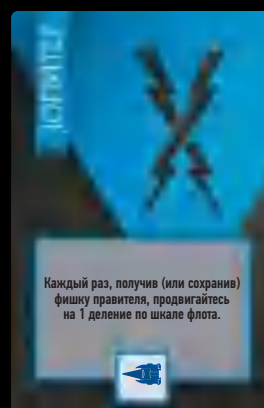 Каждый раз, получив (или сохранив)
фишку правителя, продвигайтесь
на 1 деление по шкале флота.